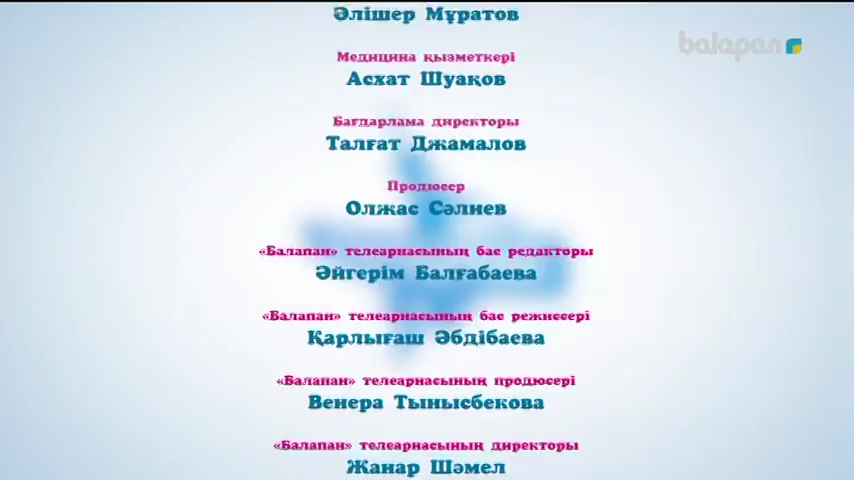 Әлішер Мұратов
balapan
Медицина қызметкері
Асхат Шуақов
Бағдарлама директоры
Талғат Джамалов
Продюсер
Олжас Сәлиев
«Балапан» телеарнасының бас редакторы
Әйгерім Балғабаева
«Балапан» телеарнасының бас режиссері
Қарлығаш Әбдібаева
«Балапан» телеарнасының продюсері
Венера Тынысбекова
«Балапан» телеарнасының директоры
Жанар Шәмел